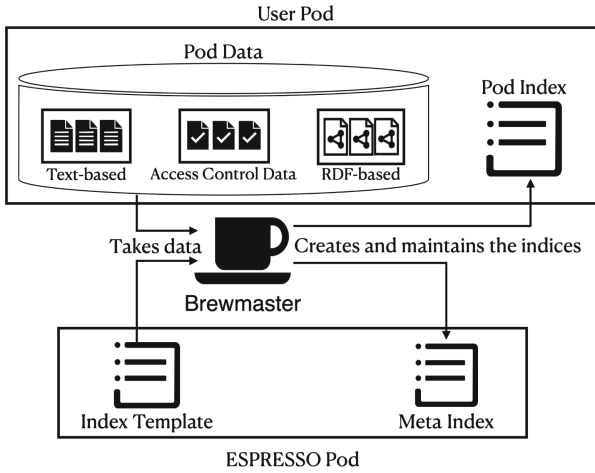 User Pod
Pod Data
Pod Index
Text-based
Access Control Data
RDF-based
Takes data
Creates and maintains the indices
Brewmaster
Index Template
Meta Index
ESPRESSO Pod